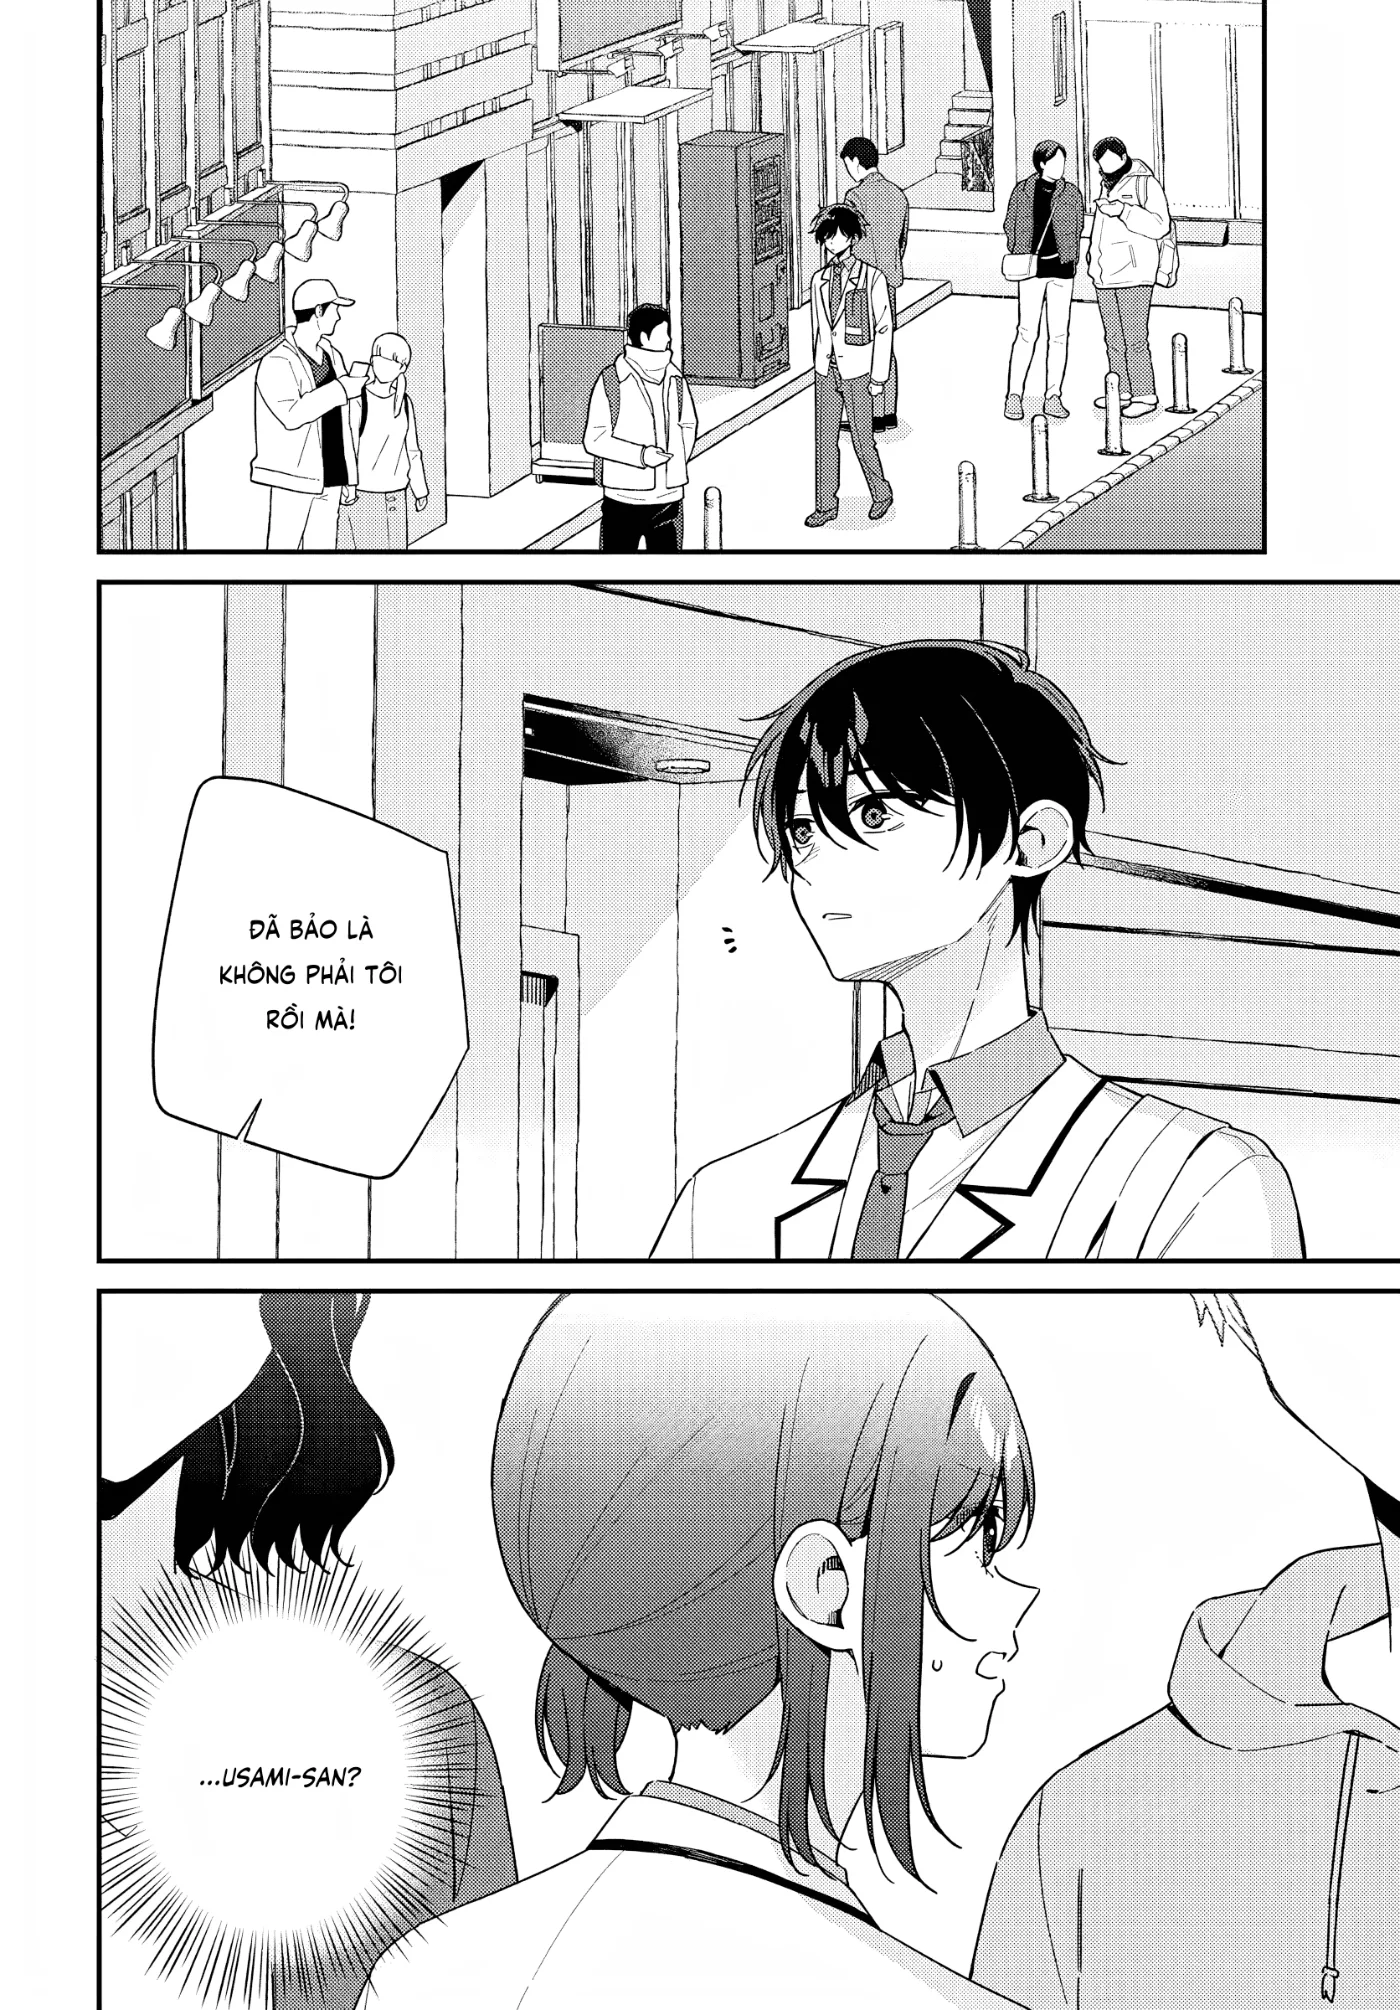 ĐÃ BẢO LÀ
KHÔNG PHẢI TÔI
RỒI MÀ!
...USAMI-SAN?